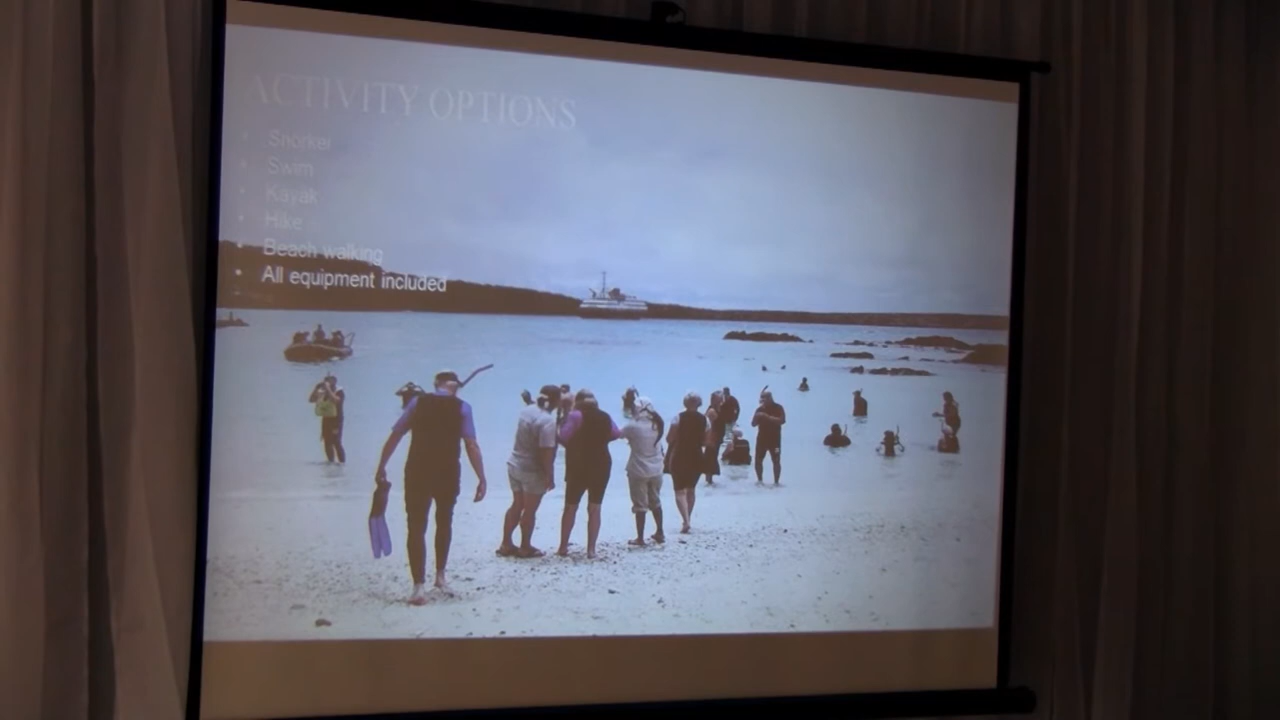 ACTIVITY OPTIONS
• Snorkel
• Swim
• Kayak
• Hike
• Beach walking
• All equipment included